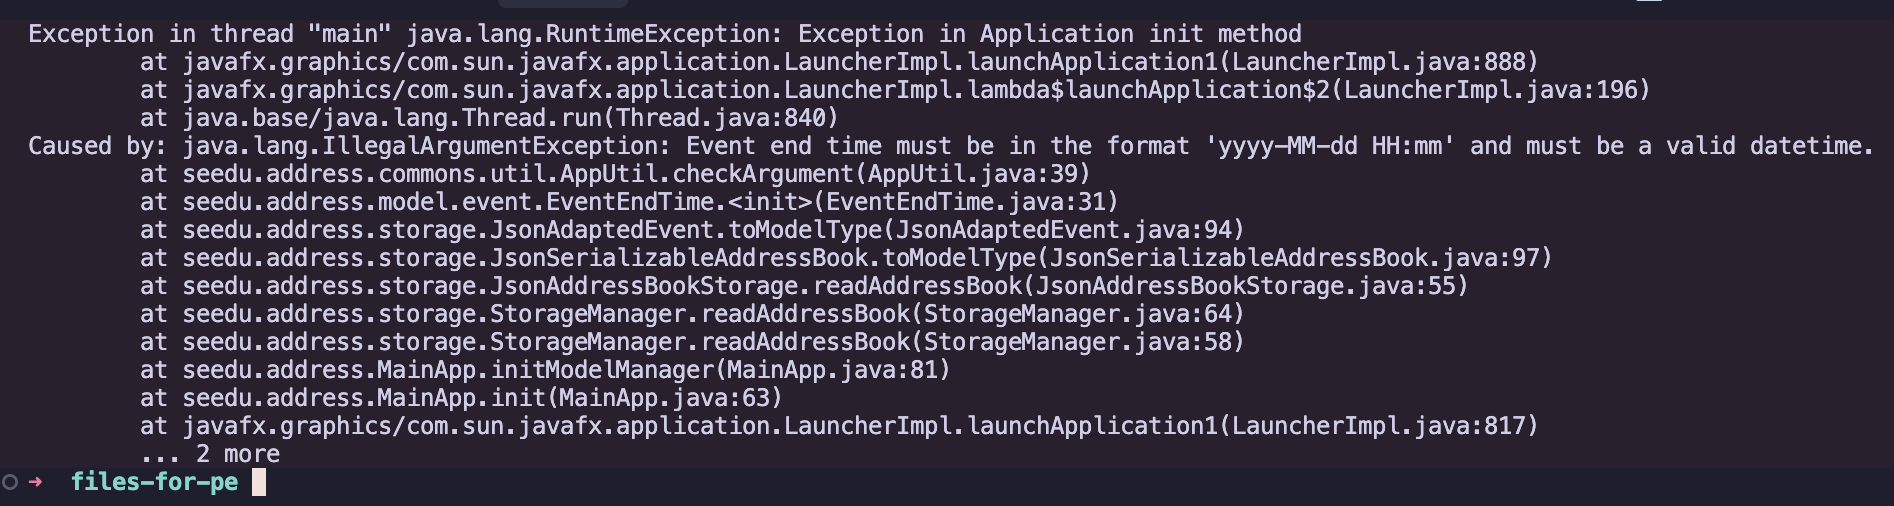 Exception in thread "main" java.lang.RuntimeException: Exception in Application init method
at javafx.graphics/com.sun.javafx.application.LauncherImpl.launchApplication1(LauncherImpl.java:888)
at javafx.graphics/com.sun.javafx.application.LauncherImpl.lambda$launchApplication$2(LauncherImpl.java:196)
at java.base/java.lang.Thread.run(Thread.java:840)
Caused by: java.lang.IllegalArgumentException: Event end time must be in the format 'yyyy-MM-dd HH:mm' and must be a valid datetime.
at seedu.address.commons.util.AppUtil.checkArgument(AppUtil.java:39)
at seedu.address.model.event.EventEndTime.<init>(EventEndTime.java:31)
at seedu.address.storage.JsonAdaptedEvent.toModelType(JsonAdaptedEvent.java:94)
at seedu.address.storage.JsonSerializableAddressBook.toModelType(JsonSerializableAddressBook.java:97)
at seedu.address.storage.JsonAddressBookStorage.readAddressBook(JsonAddressBookStorage.java:55)
at seedu.address.storage.StorageManager.readAddressBook(StorageManager.java:64)
at seedu.address.storage.StorageManager.readAddressBook(StorageManager.java:58)
at seedu.address.MainApp.initModelManager(MainApp.java:81)
at seedu.address.MainApp.init(MainApp.java:63)
at javafx.graphics/com.sun.javafx.application.LauncherImpl.launchApplication1(LauncherImpl.java:817)
... 2 more
➜ files-for-pe